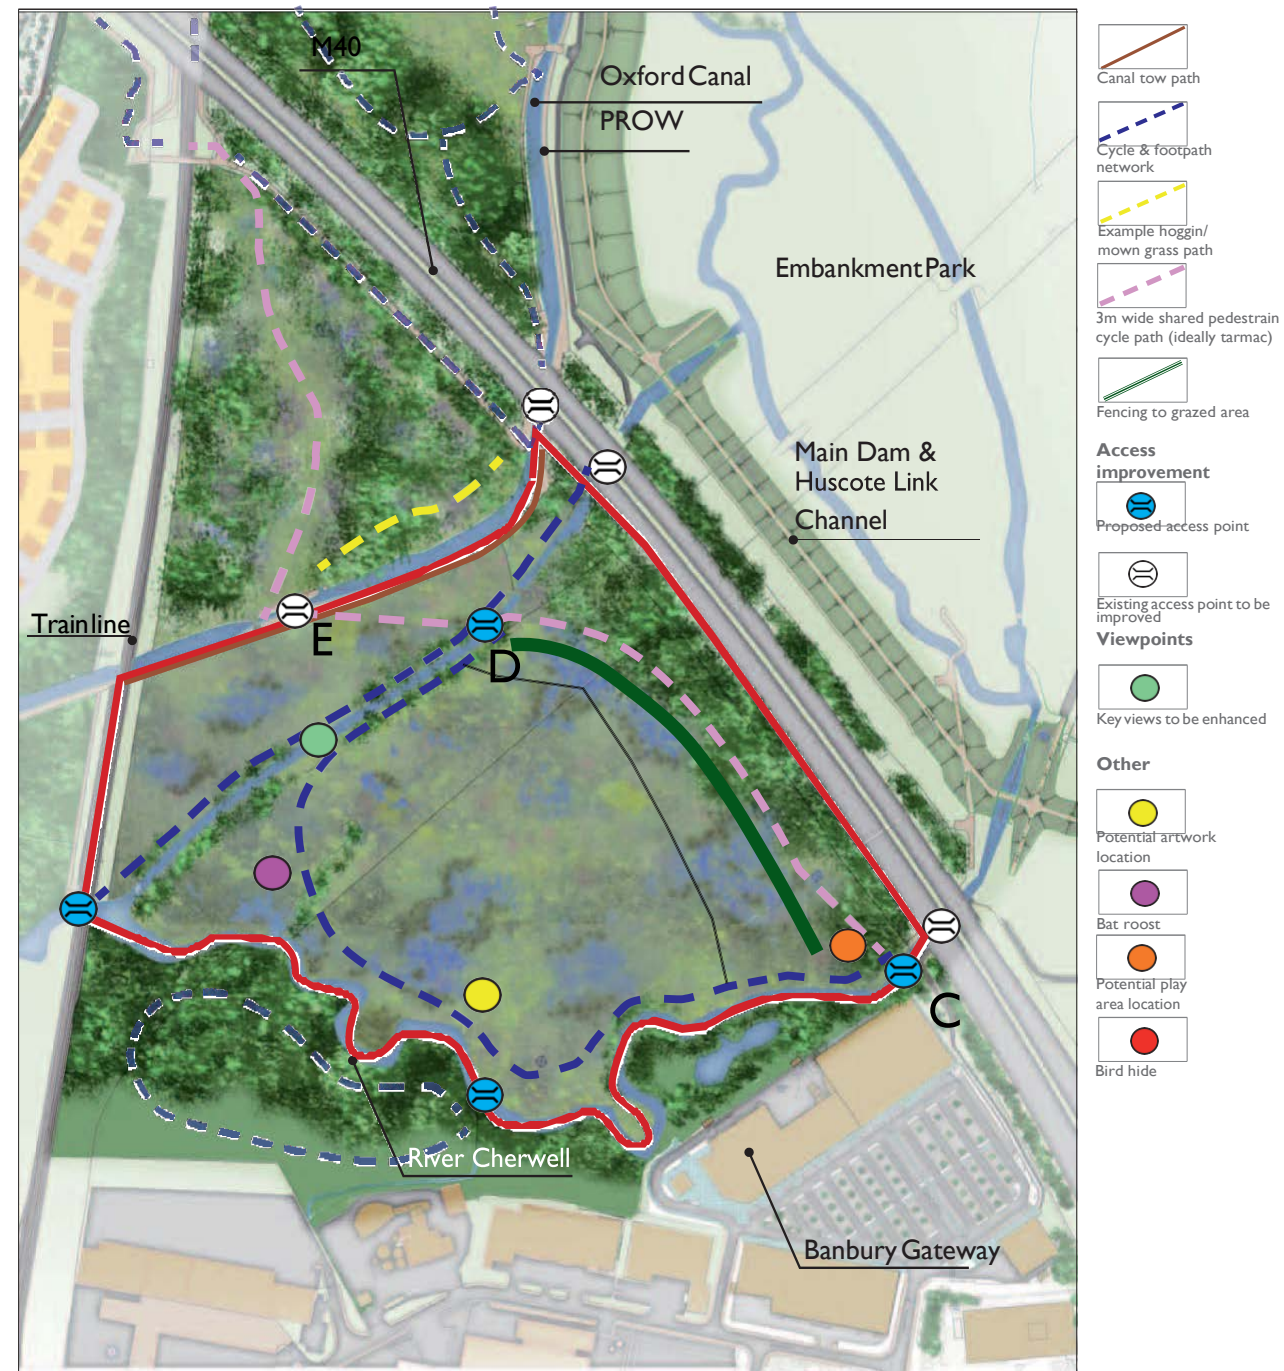 M40
Oxford Canal
PROW
Embankment Park
Main Dam &
Huscote Link
Channel
Trainline
E
D
C
River Cherwell
Banbury Gateway
Canal tow path
Cycle & footpath
network
Example hoggin/
mown grass path
3m wide shared pedestrain
cycle path (ideally tarmac)
Fencing to grazed area
Access
improvement
Proposed access point
Existing access point to be
improved
Viewpoints
Key views to be enhanced
Other
Potential artwork
location
Bat roost
Potential play
area location
Bird hide